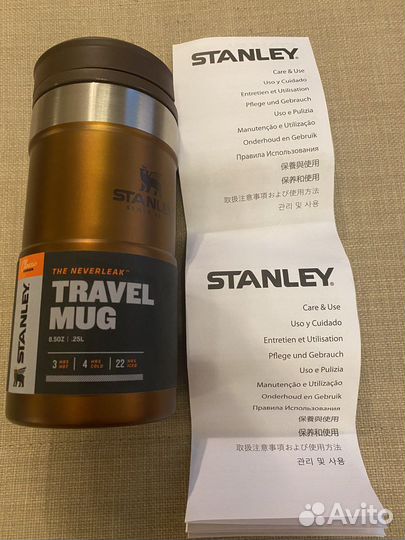 STANLEY
THE NEVERLEAK™
TRAVEL
MUG
8.5OZ | .25L
3 HRS HOT | 4 HRS COLD | 22 HRS ICED
STANLEY
STANLEY
Care & Use
Uso y Cuidado
Entretien et Utilisation
Pflege und Gebrauch
Uso e Pulizia
Manutenção e Utilização
Onderhoud en Gebruik
Правила Использования
保養與使用
保养和使用
取扱注意事項および使用方法
관리 및 사용
STANLEY
Care & Use
Uso y Cuidado
Entretien et Utilisation
Pflege und Gebrauch
Uso e Pulizia
Manutenção e Utilização
Onderhoud en Gebruik
Правила Использования
保養與使用
保养和使用
取扱注意事項および使用方法
관리 및 사용
Avito